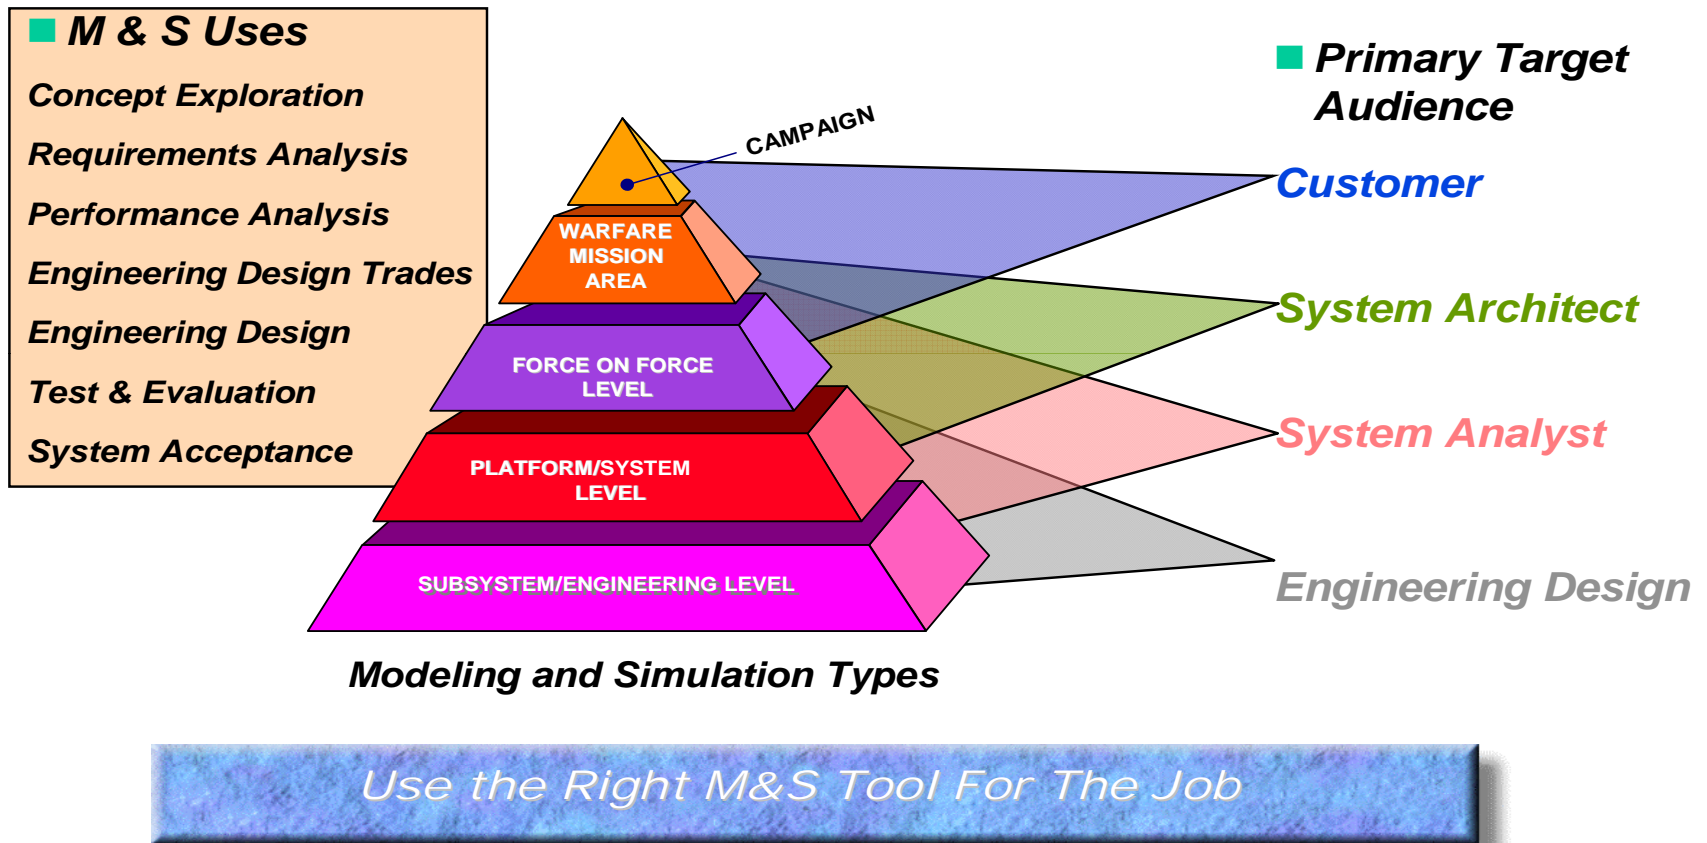 M & S Uses
Concept Exploration
Requirements Analysis
Performance Analysis
Engineering Design Trades
Engineering Design
Test & Evaluation
System Acceptance
CAMPAIGN
WARFARE
MISSION
AREA
FORCE ON FORCE
LEVEL
PLATFORM/SYSTEM
LEVEL
SUBSYSTEM/ENGINEERING LEVEL
Modeling and Simulation Types
Primary Target
Audience
Customer
System Architect
System Analyst
Engineering Design
Use the Right M&S Tool For The Job